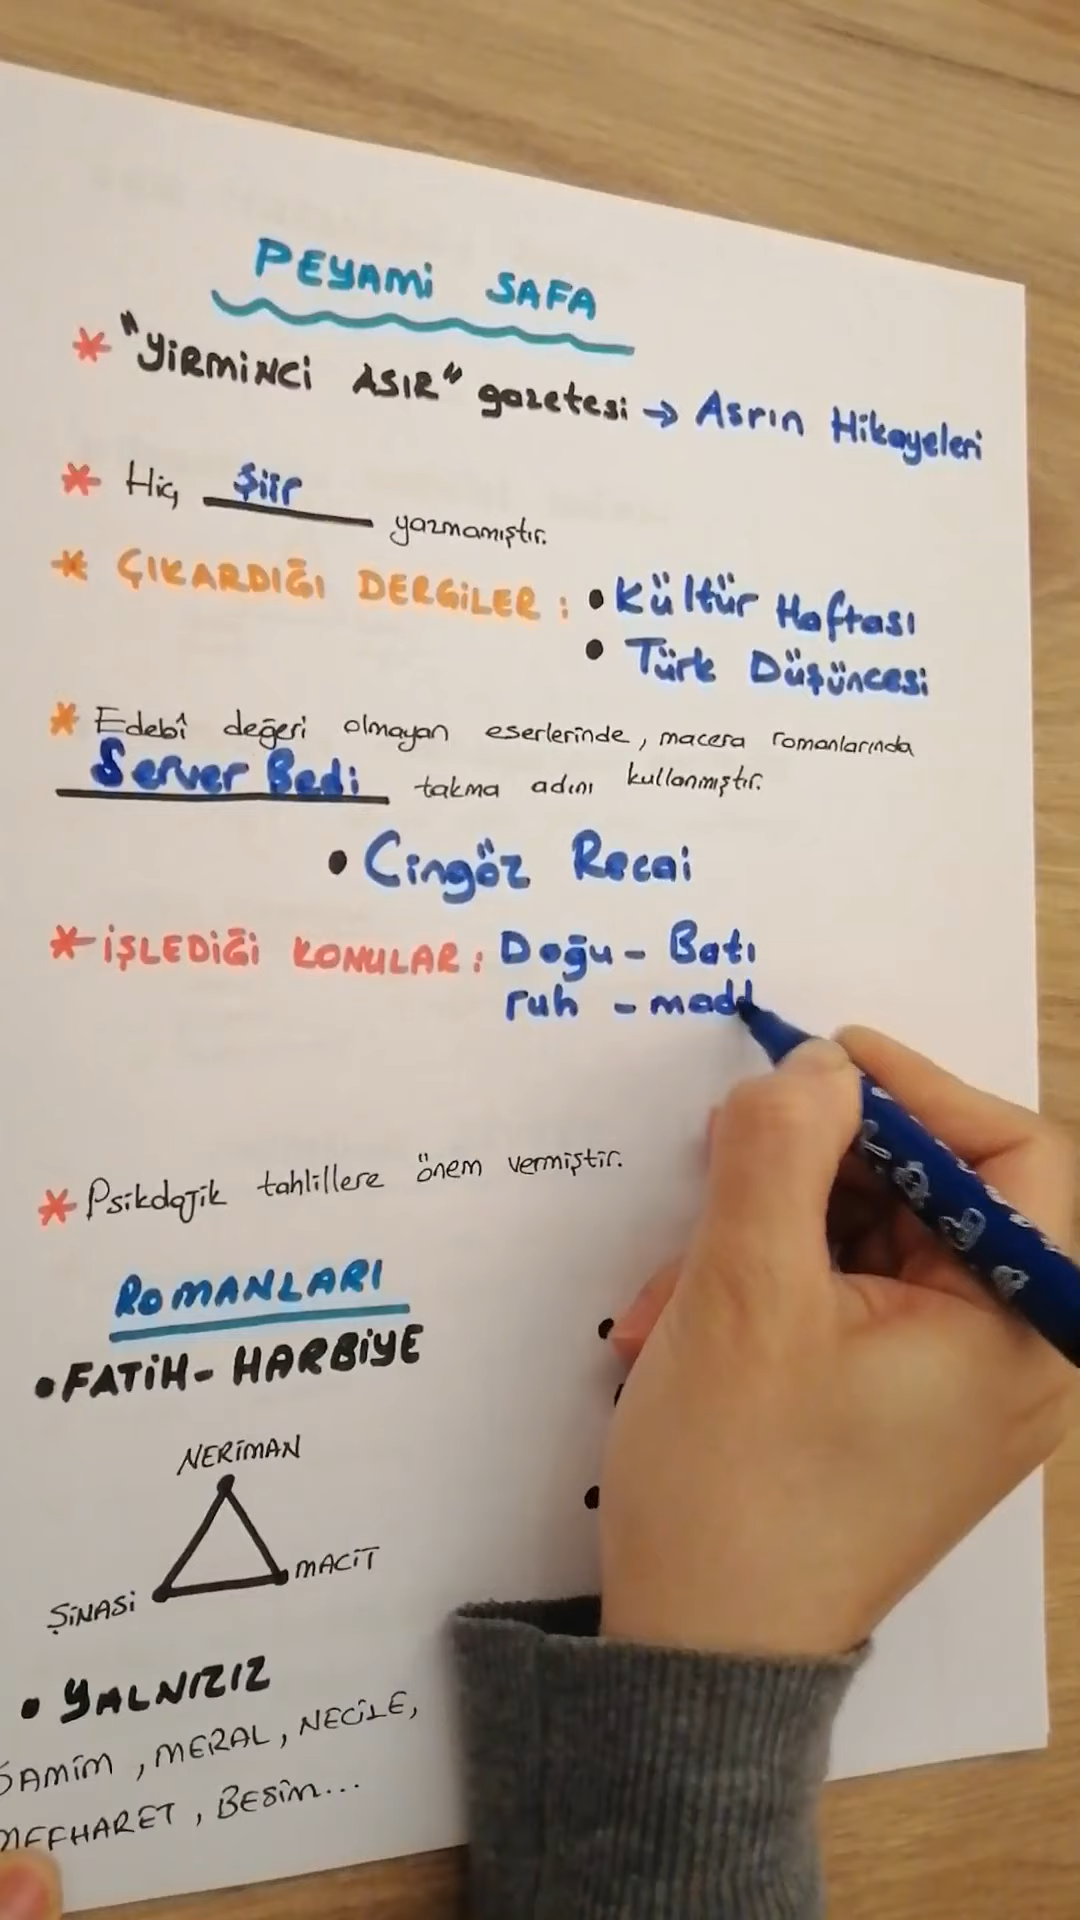 PEYAMİ SAFA
* "YİRMİNCİ ASIR" gazetesi → Asrın Hikayeleri
* Hiç şiir yazmamıştır.
* ÇIKARDIĞI DERGİLER : • Kültür Haftası
• Türk Düşüncesi
* Edebî değeri olmayan eserlerinde, macera romanlarında
Server Bedi takma adını kullanmıştır.
• Cingöz Recai
* İŞLEDİĞİ KONULAR : Doğu - Batı
ruh - madd
* Psikolojik tahlillere önem vermiştir.
ROMANLARI
• FATİH - HARBİYE
NERİMAN
MACİT
ŞİNASİ
• YALNIZIZ
SAMİM, MERAL, NECİLE,
MEFHARET, BESİM...